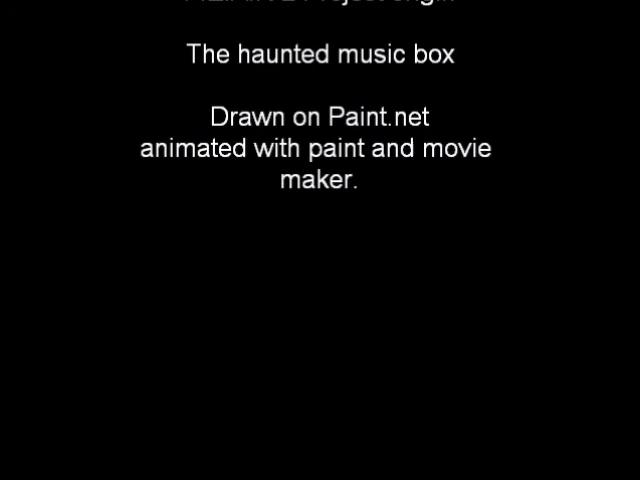 The haunted music box
Drawn on Paint.net
animated with paint and movie
maker.